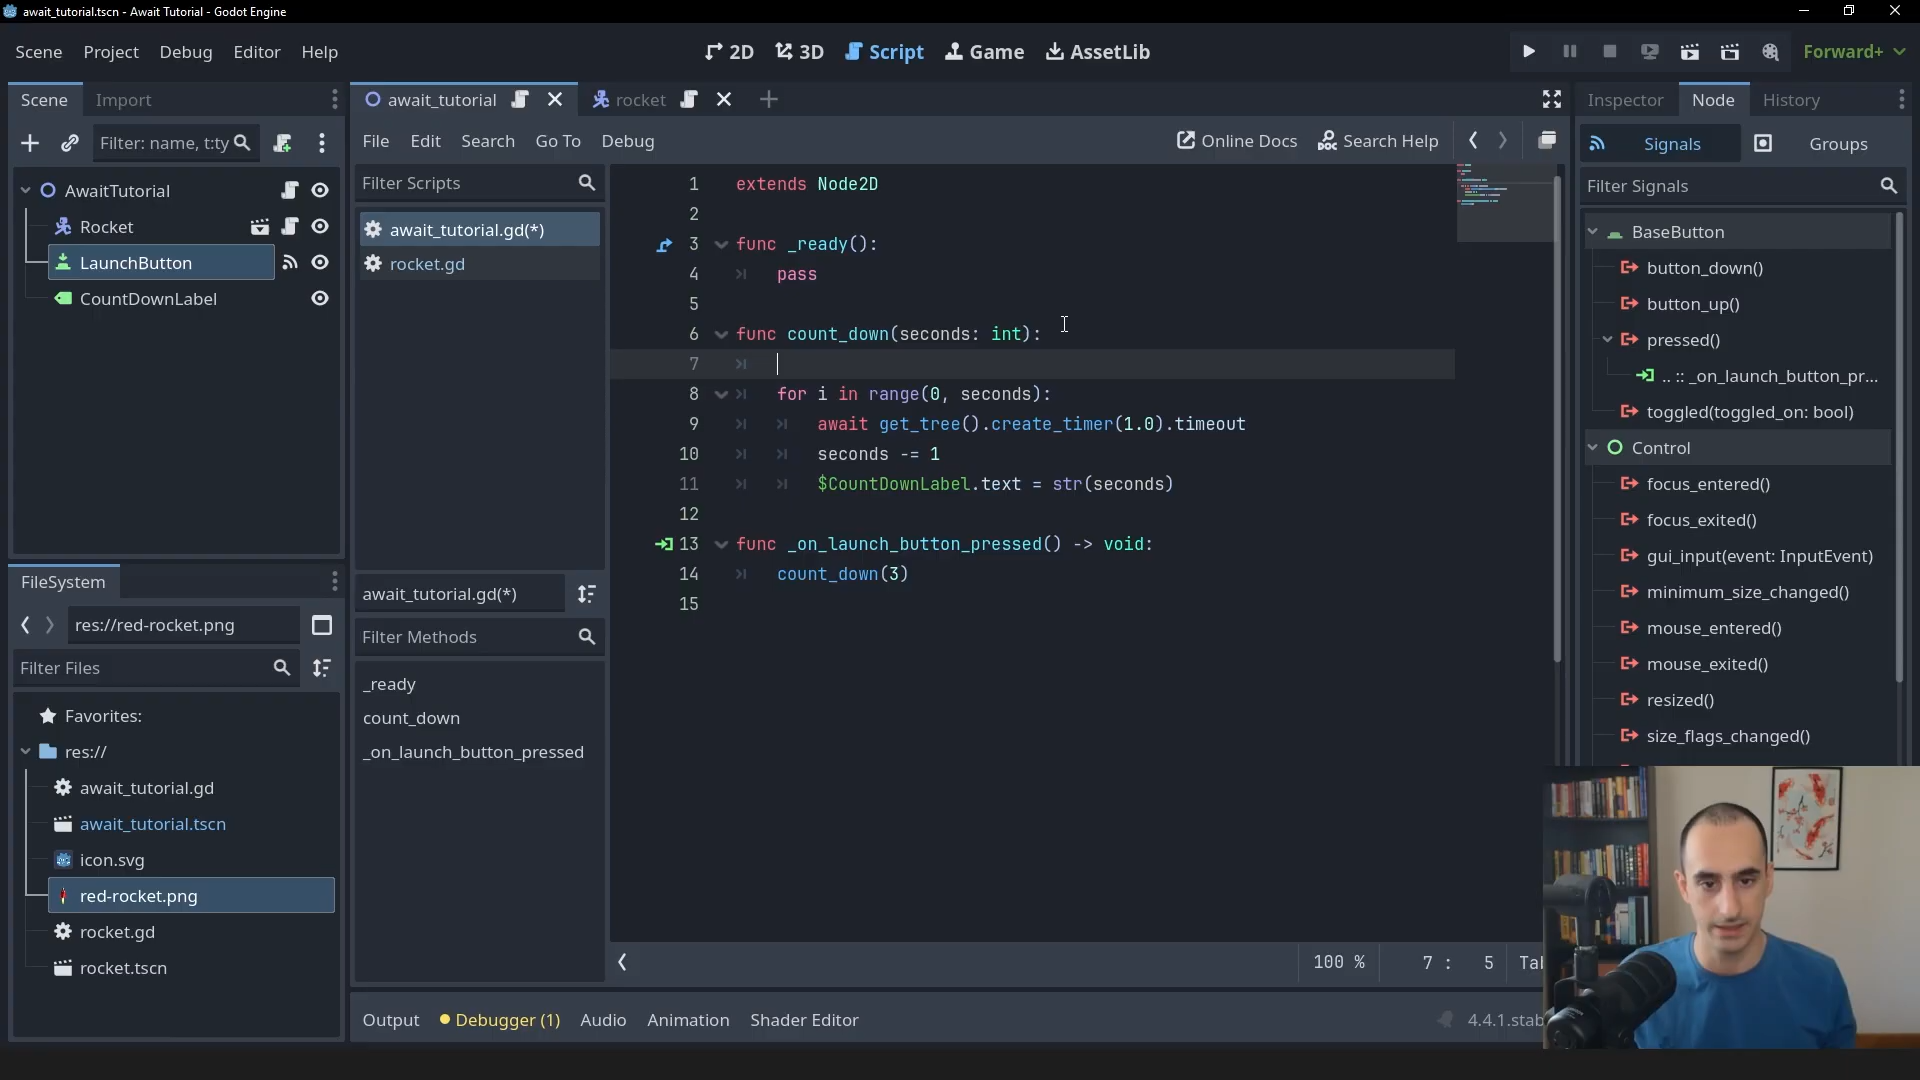 await_tutorial.tscn - Await Tutorial - Godot Engine
Scene Project Debug Editor Help
2D 3D Script Game AssetLib
Forward+
Scene Import
await_tutorial rocket
Inspector Node History
Filter: name, t:ty
File Edit Search Go To Debug
Online Docs Search Help
Signals Groups
AwaitTutorial
Rocket
LaunchButton
CountDownLabel
Filter Scripts
await_tutorial.gd(*)
rocket.gd
await_tutorial.gd(*)
Filter Methods
_ready
count_down
_on_launch_button_pressed
1 extends Node2D
2
3 func _ready():
4 pass
5
6 func count_down(seconds: int):
7
8 for i in range(0, seconds):
9 await get_tree().create_timer(1.0).timeout
10 seconds -= 1
11 $CountDownLabel.text = str(seconds)
12
13 func _on_launch_button_pressed() -> void:
14 count_down(3)
15
100 % 7 : 5
Filter Signals
BaseButton
button_down()
button_up()
pressed()
.. :: _on_launch_button_pr...
toggled(toggled_on: bool)
Control
focus_entered()
focus_exited()
gui_input(event: InputEvent)
minimum_size_changed()
mouse_entered()
mouse_exited()
resized()
size_flags_changed()
FileSystem
res://red-rocket.png
Filter Files
Favorites:
res://
await_tutorial.gd
await_tutorial.tscn
icon.svg
red-rocket.png
rocket.gd
rocket.tscn
Output Debugger (1) Audio Animation Shader Editor
4.4.1.stab